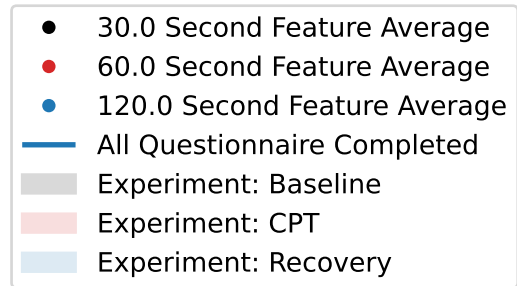 30.0 Second Feature Average
60.0 Second Feature Average
120.0 Second Feature Average
All Questionnaire Completed
Experiment: Baseline
Experiment: CPT
Experiment: Recovery